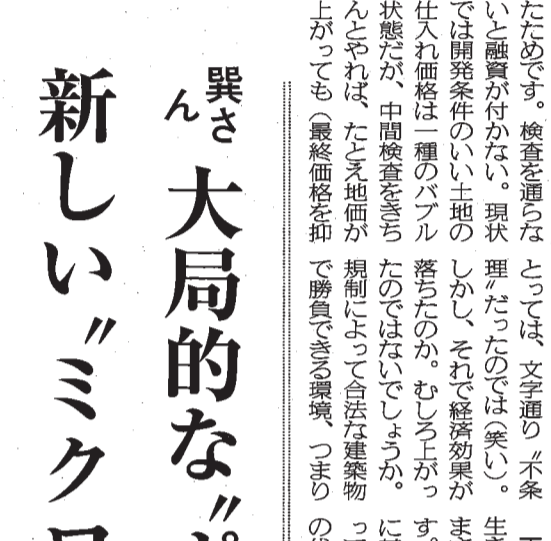 たためです。検査を通らな
いと融資が付かない。現状
では開発条件のいい土地の
仕入れ価格は一種のバブル
状態だが、中間検査をきち
んとやれば、たとえ地価が
上がっても（最終価格を抑
とっては、文字通り〝不条
理〟だったのでは（笑い）。
しかし、それで経済効果が
落ちたのか。むしろ上がっ
たのではないでしょうか。
規制によって合法な建築物
で勝負できる環境、つまり
巽さん
大局的な〝
新しい〝ミク